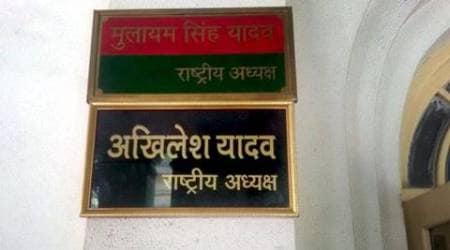 मुलायम सिंह यादव
राष्ट्रीय अध्यक्ष
अखिलेश यादव
राष्ट्रीय अध्यक्ष